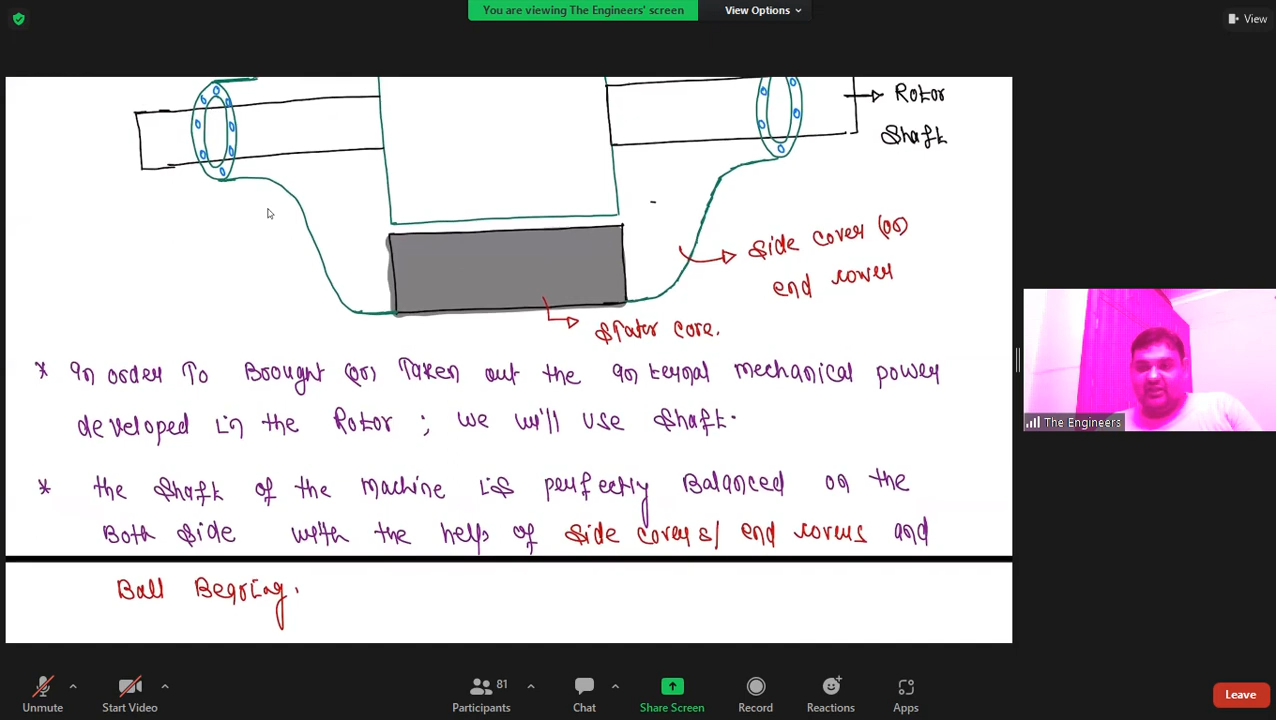 You are viewing The Engineers' screen
View Options
View
Rotor
Shaft
Side cover (or)
end cover
Stator core.
* In order To Brought (or) Taken out the Internal mechanical power
developed in the Rotor ; we will use shaft.
* the shaft of the machine is perfectly Balanced on the
Both side with the help of side covers/ end covers and
Ball Bearing.
The Engineers
Unmute
Start Video
81
Participants
Chat
Share Screen
Record
Reactions
Apps
Leave